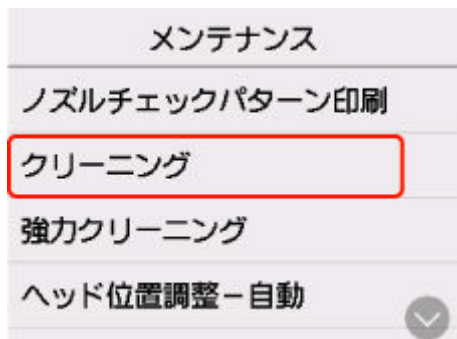 メンテナンス
ノズルチェックパターン印刷
クリーニング
強力クリーニング
ヘッド位置調整－自動